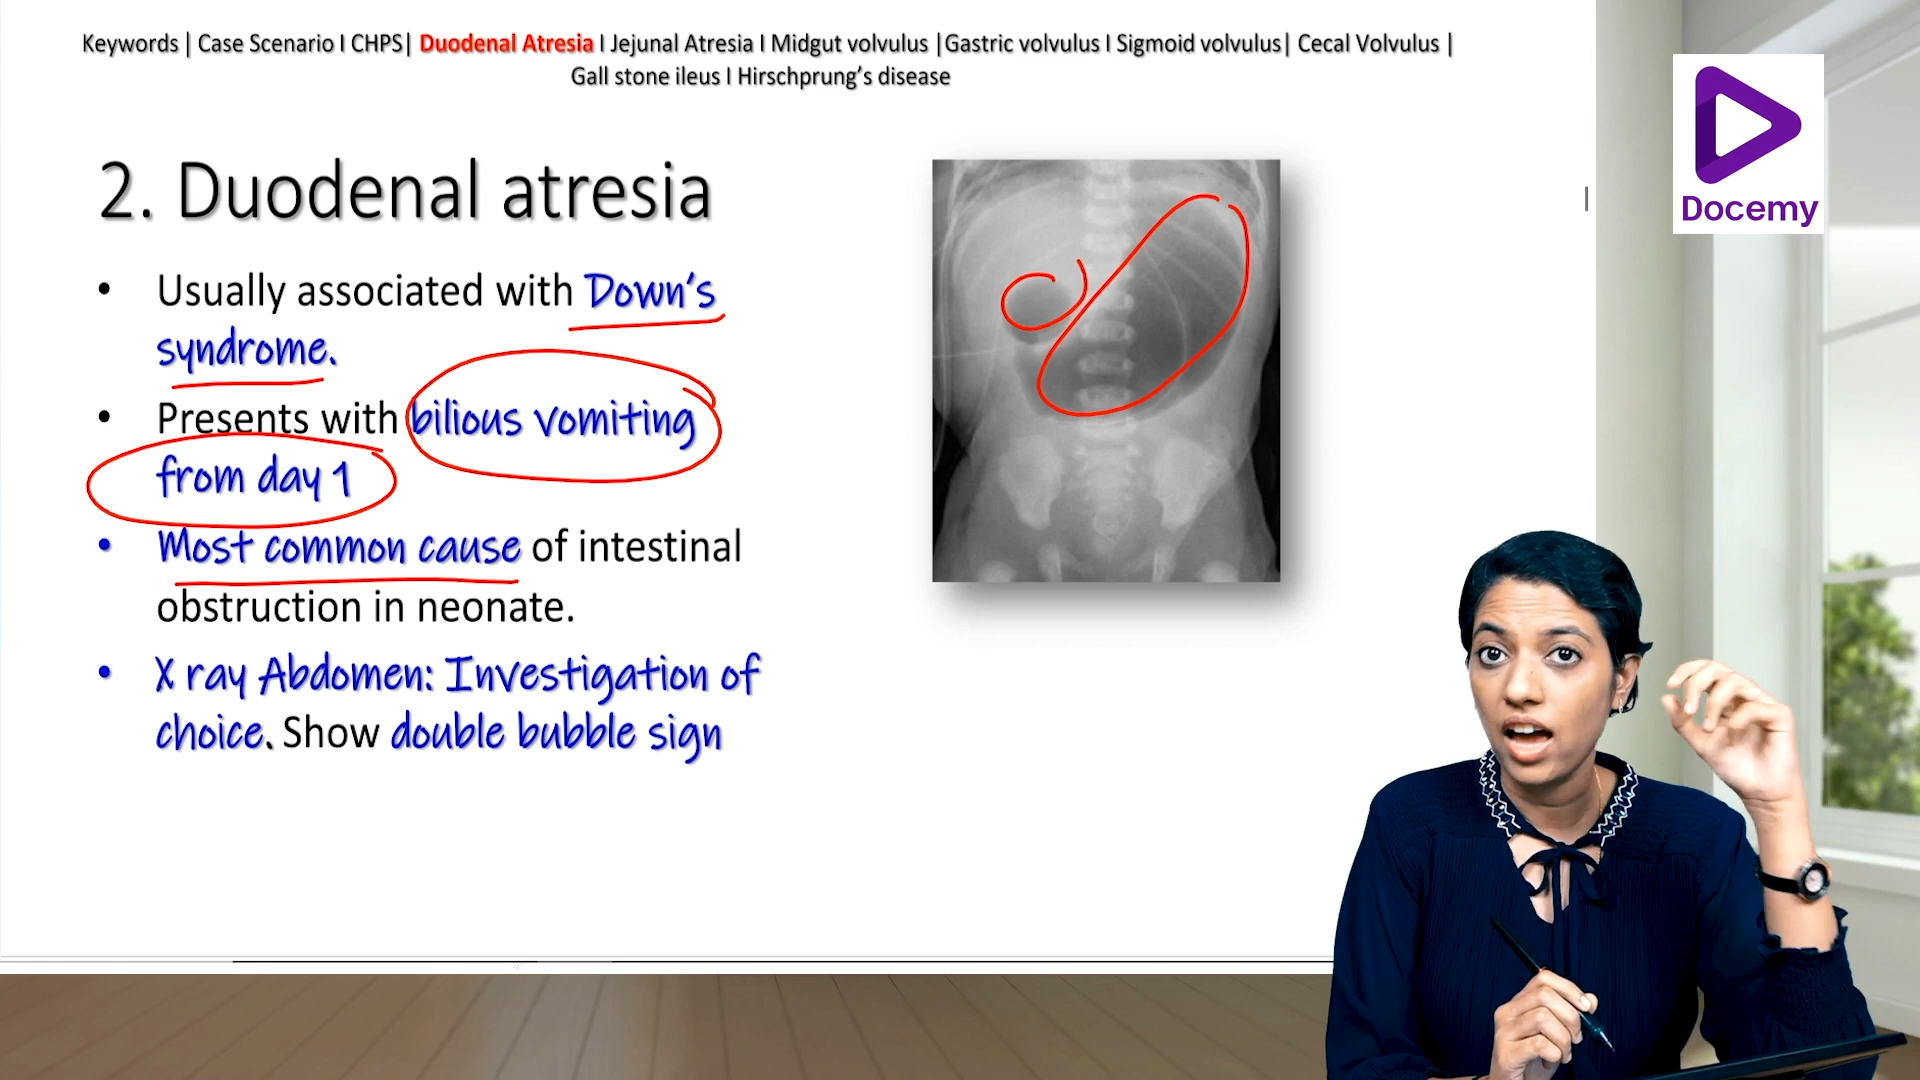 Keywords | Case Scenario I CHPS| Duodenal Atresia I Jejunal Atresia I Midgut volvulus |Gastric volvulus I Sigmoid volvulus| Cecal Volvulus |
Gall stone ileus I Hirschprung’s disease
Docemy
2. Duodenal atresia
• Usually associated with Down’s
syndrome.
• Presents with bilious vomiting
from day 1
• Most common cause of intestinal
obstruction in neonate.
• X ray Abdomen: Investigation of
choice. Show double bubble sign